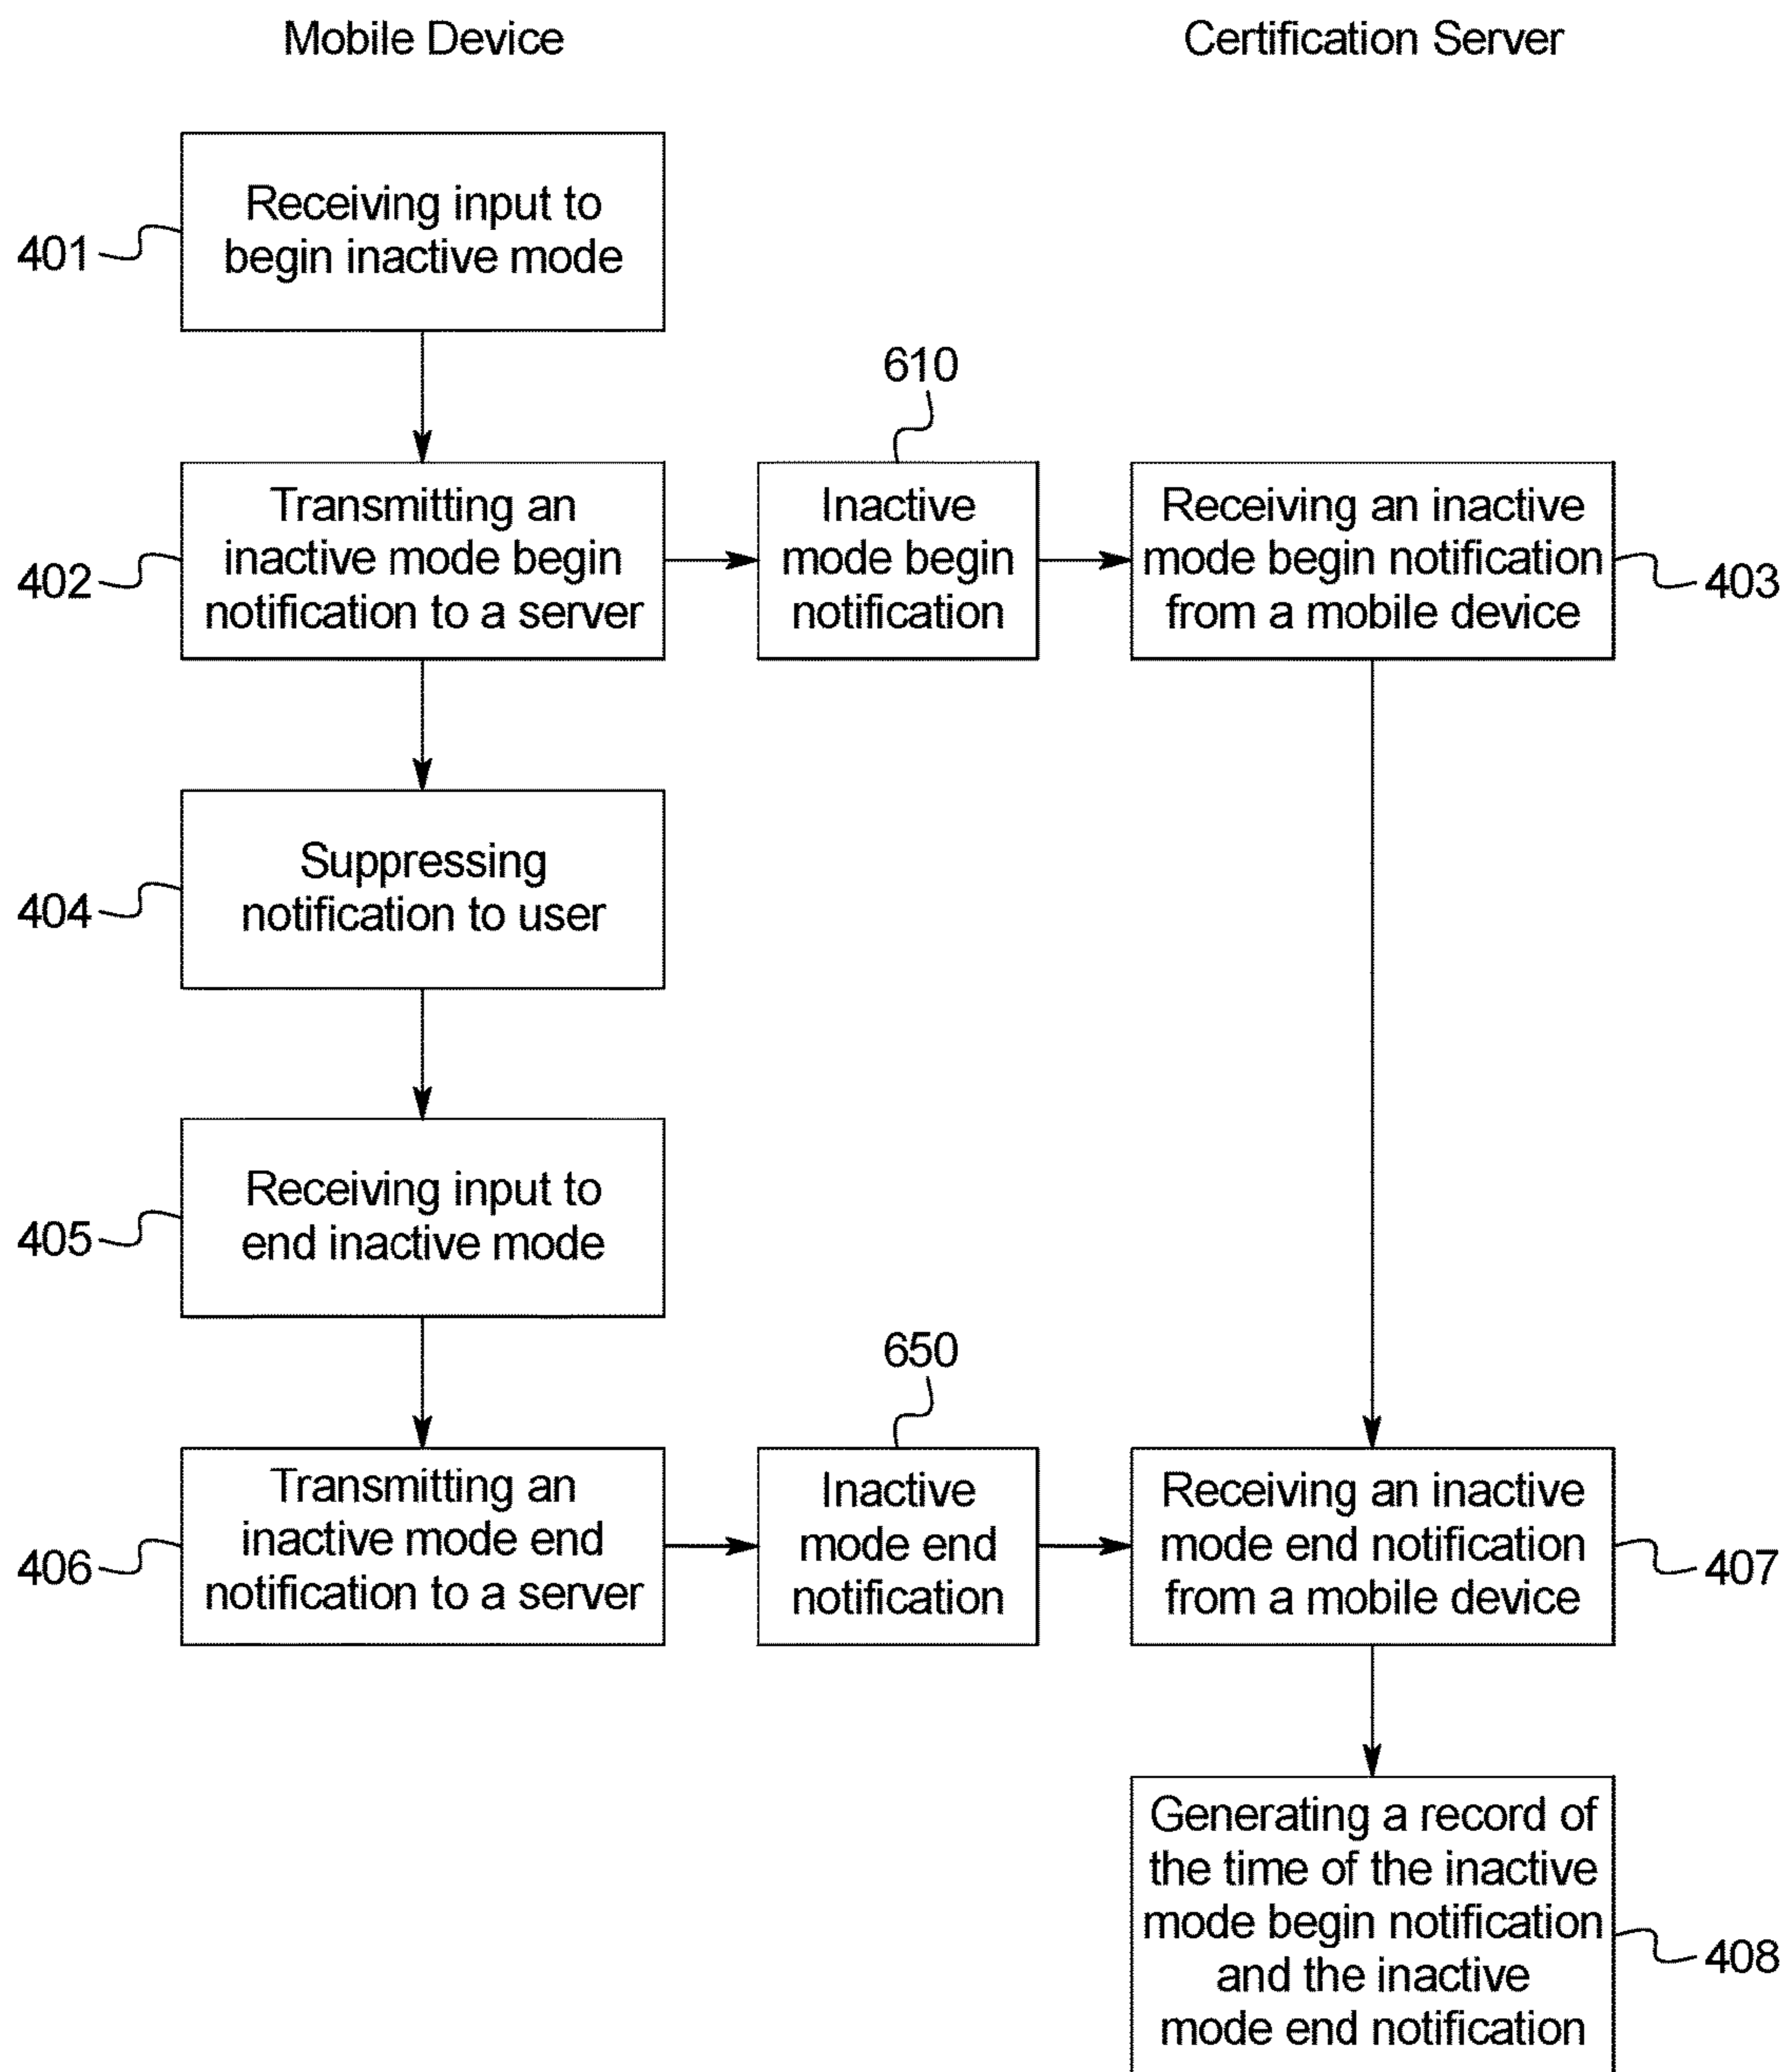 Mobile Device
Certification Server
Receiving input to
begin inactive mode
401
610
Transmitting an
inactive mode begin
notification to a server
402
Inactive
mode begin
notification
Receiving an inactive
mode begin notification
from a mobile device
403
Suppressing
notification to user
404
Receiving input to
end inactive mode
405
650
Transmitting an
inactive mode end
notification to a server
406
Inactive
mode end
notification
Receiving an inactive
mode end notification
from a mobile device
407
Generating a record of
the time of the inactive
mode begin notification
and the inactive
mode end notification
408